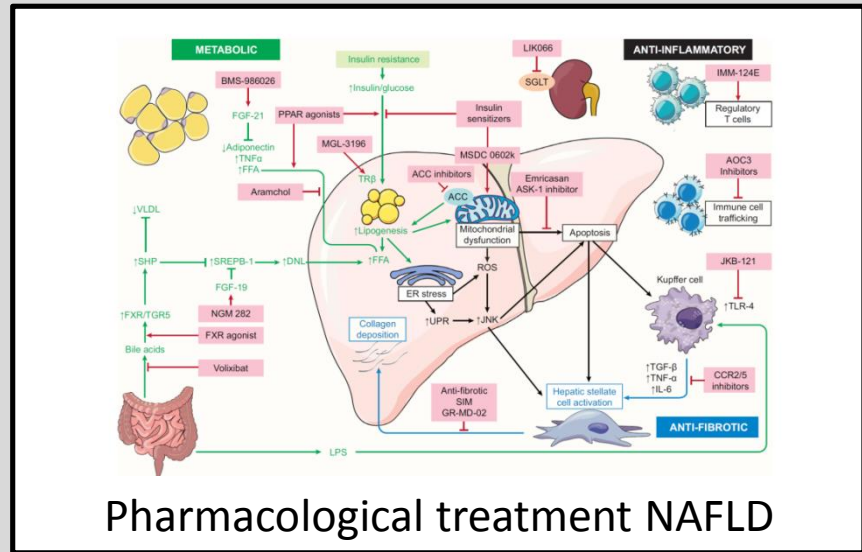 METABOLIC
Insulin resistance
LIK066
ANTI-INFLAMMATORY
SGLT
BMS-986026
↑Insulin/glucose
IMM-124E
FGF-21
PPAR agonists
Insulin
sensitizers
Regulatory
T cells
↓Adiponectin
↑TNFα
↑FFA
MGL-3196
MSDC 0602k
TRβ
ACC inhibitors
Emricasan
ASK-1 inhibitor
AOC3
Inhibitors
Aramchol
ACC
Immune cell
trafficking
↓VLDL
↑Lipogenesis
Mitochondrial
dysfunction
Apoptosis
↑SHP
↑SREPB-1
↑DNL
↑FFA
ROS
Kupffer cell
JKB-121
FGF-19
ER stress
↑TLR-4
↑FXR/TGR5
NGM 282
↑UPR
↑JNK
FXR agonist
Collagen
deposition
Bile acids
Volixibat
↑TGF-β
↑TNF-α
↑IL-6
CCR2/5
inhibitors
Anti-fibrotic
SIM
GR-MD-02
Hepatic stellate
cell activation
ANTI-FIBROTIC
LPS
Pharmacological treatment NAFLD